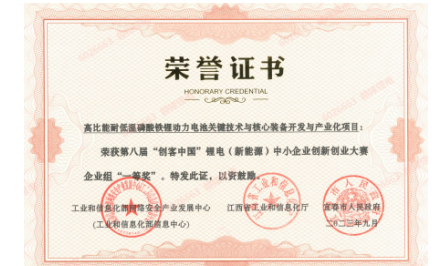 荣誉证书
HONORARY CREDENTIAL
高比能耐低温磷酸铁锂动力电池关键技术与核心装备开发与产业化项目：
荣获第八届“创客中国”锂电（新能源）中小企业创新创业大赛
企业组“一等奖”。特发此证，以资鼓励。
工业和信息化部网络安全产业发展中心 江西省工业和信息化厅 宜春市人民政府
（工业和信息化部信息中心） 二〇二三年九月